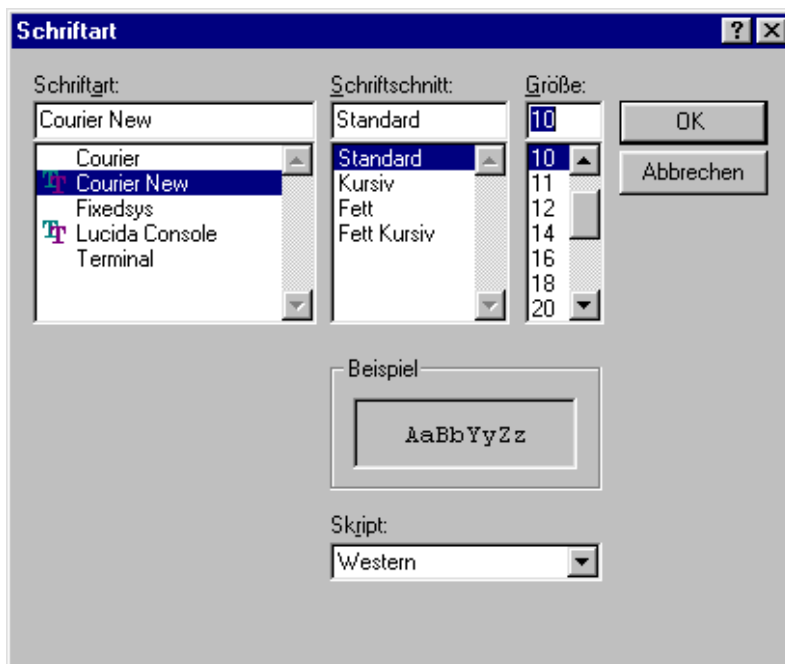 Schriftart
Schriftart:
Courier New
Courier
Courier New
Fixedsys
Lucida Console
Terminal
Schriftschnitt:
Standard
Standard
Kursiv
Fett
Fett Kursiv
Größe:
10
10
11
12
14
16
18
20
OK
Abbrechen
Beispiel
AaBbYyZz
Skript:
Western